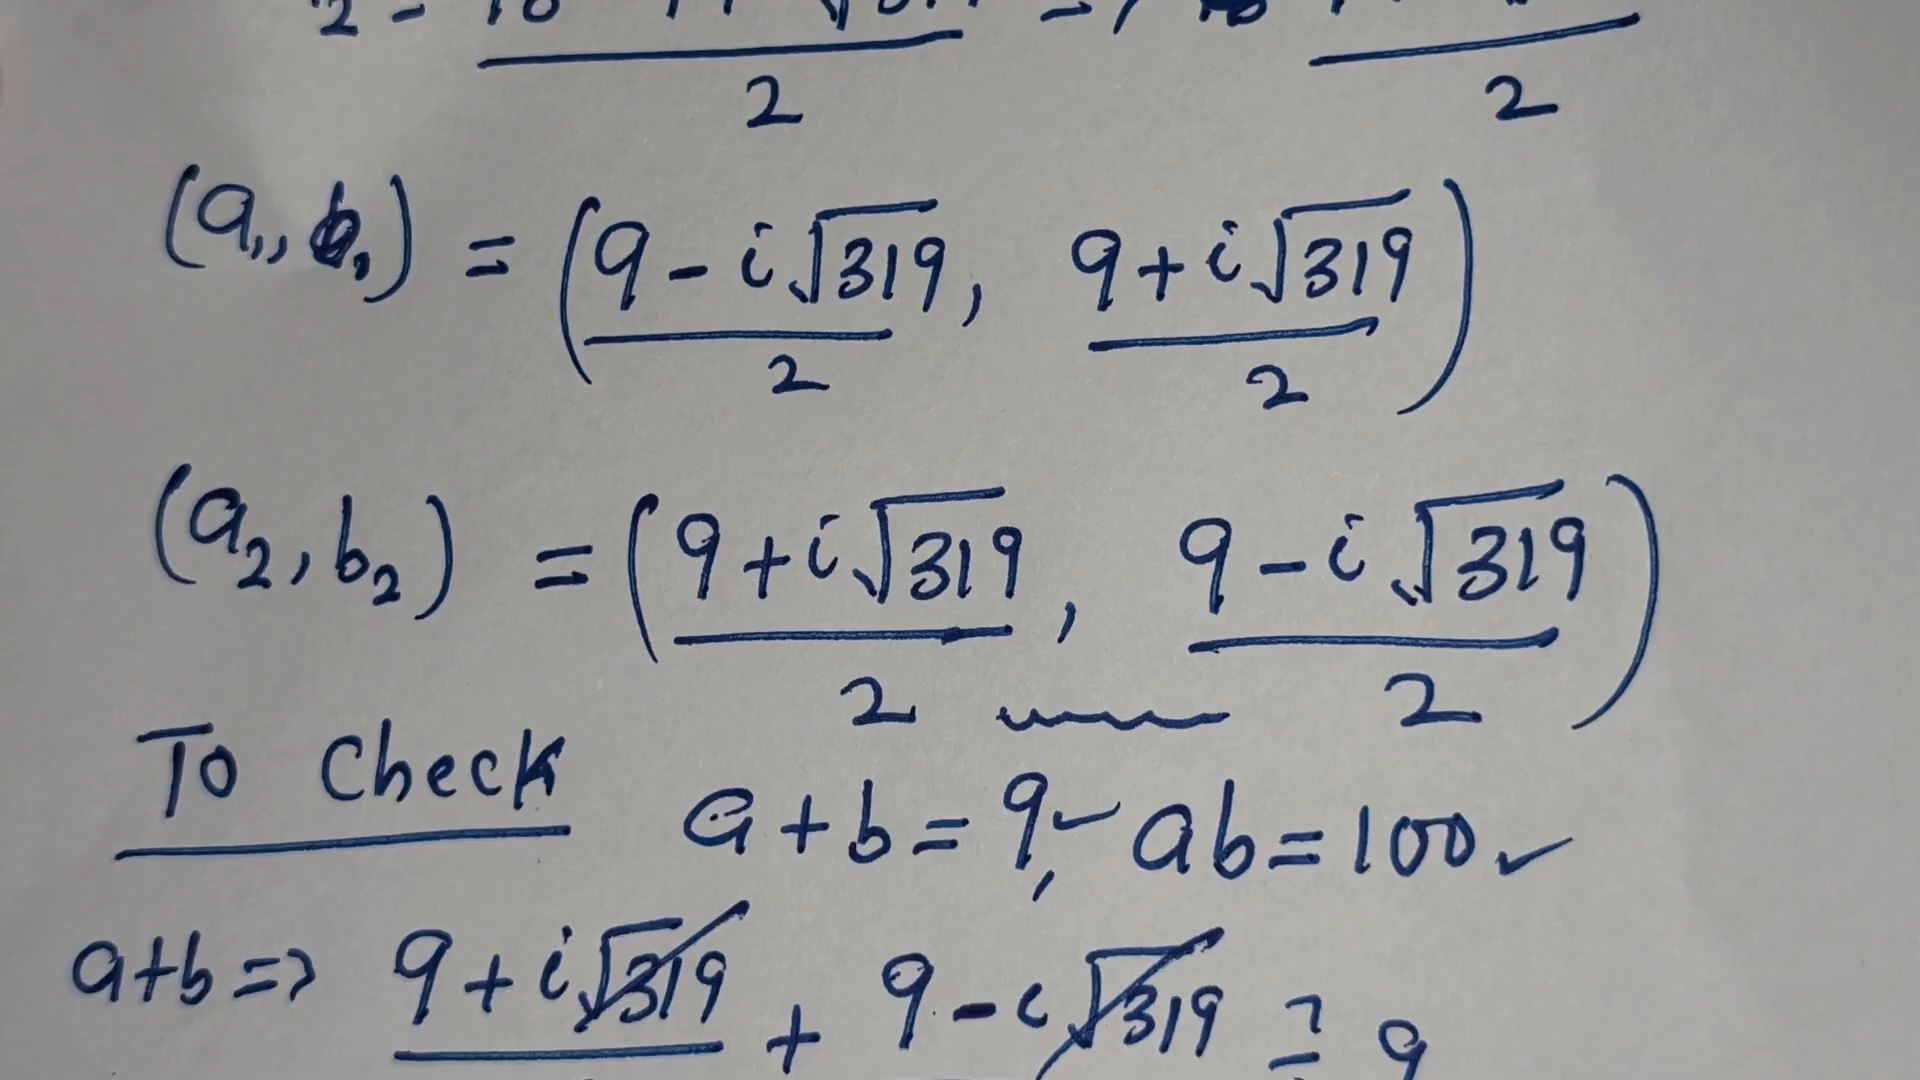 2
2
(a₁, b₁) = (9 - i√319 / 2, 9 + i√319 / 2)
(a₂, b₂) = (9 + i√319 / 2, 9 - i√319 / 2)
To Check a + b = 9, ✓ ab = 100 ✓
a+b => 9 + i√319 + 9 - i√319 ?= 9